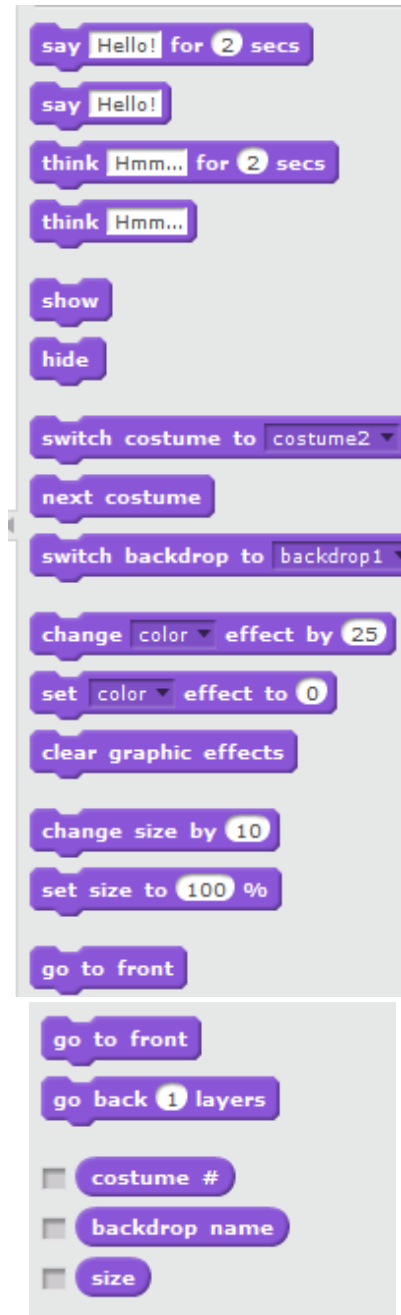 say Hello! for 2 secs
say Hello!
think Hmm... for 2 secs
think Hmm...
show
hide
switch costume to costume2
next costume
switch backdrop to backdrop1
change color effect by 25
set color effect to 0
clear graphic effects
change size by 10
set size to 100 %
go to front
go to front
go back 1 layers
costume #
backdrop name
size